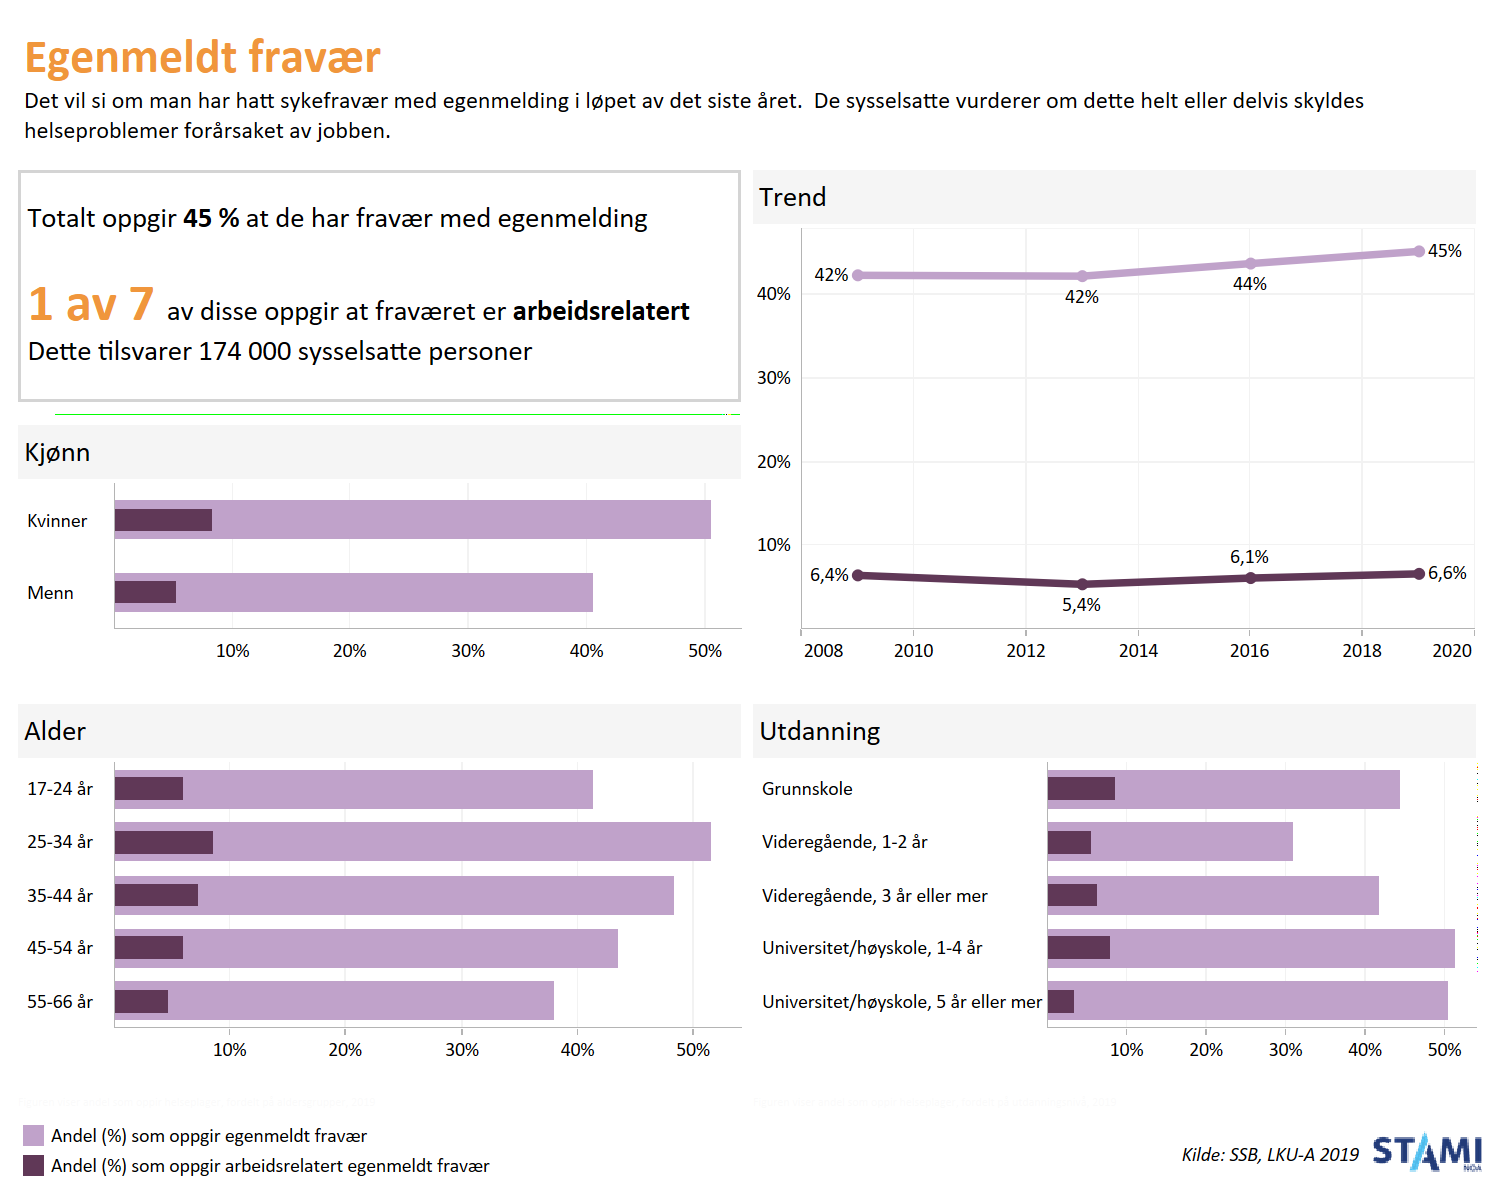 Egenmeldt fravær
Det vil si om man har hatt sykefravær med egenmelding i løpet av det siste året.  De sysselsatte vurderer om dette helt eller delvis skyldes
helseproblemer forårsaket av jobben.
Totalt oppgir 45 % at de har fravær med egenmelding
1 av 7 av disse oppgir at fraværet er arbeidsrelatert
Dette tilsvarer 174 000 sysselsatte personer
Kjønn
Kvinner
Menn
10% 20% 30% 40% 50%
Trend
40%
30%
20%
10%
42% 42% 44% 45%
6,4% 5,4% 6,1% 6,6%
2008 2010 2012 2014 2016 2018 2020
Alder
17-24 år
25-34 år
35-44 år
45-54 år
55-66 år
10% 20% 30% 40% 50%
Utdanning
Grunnskole
Videregående, 1-2 år
Videregående, 3 år eller mer
Universitet/høyskole, 1-4 år
Universitet/høyskole, 5 år eller mer
10% 20% 30% 40% 50%
Andel (%) som oppgir egenmeldt fravær
Andel (%) som oppgir arbeidsrelatert egenmeldt fravær
Kilde: SSB, LKU-A 2019
STAMI
NOA